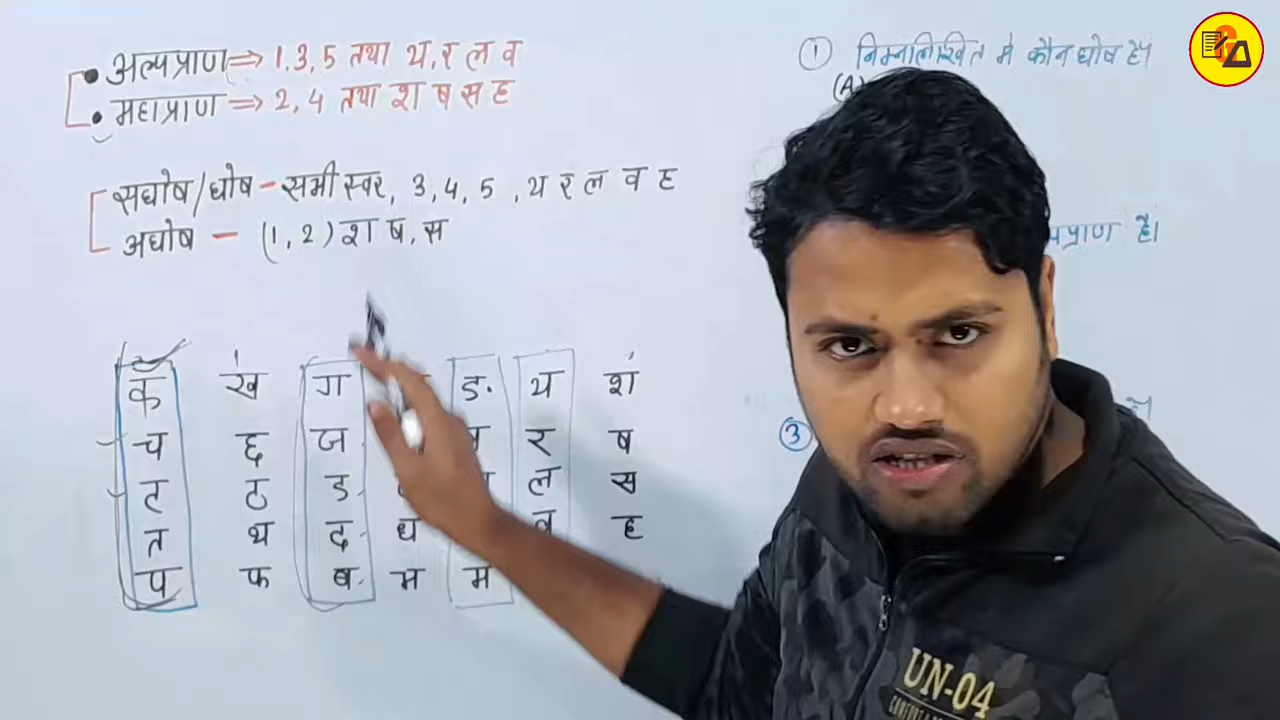 • अल्पप्राण ⇒ 1,3,5 तथा य,र ल व
• महाप्राण ⇒ 2,4 तथा श ष स ह
सघोष/घोष - सभी स्वर, 3,4,5, य र ल व ह
अघोष - (1,2) श ष,स
क ख ग ङ य श
च छ ज र ष
ट ठ ड ल स
त थ द ध व ह
प फ ब भ म
① निम्नलिखित मे कौन घोष है।
(A)
है।
③
UN-04